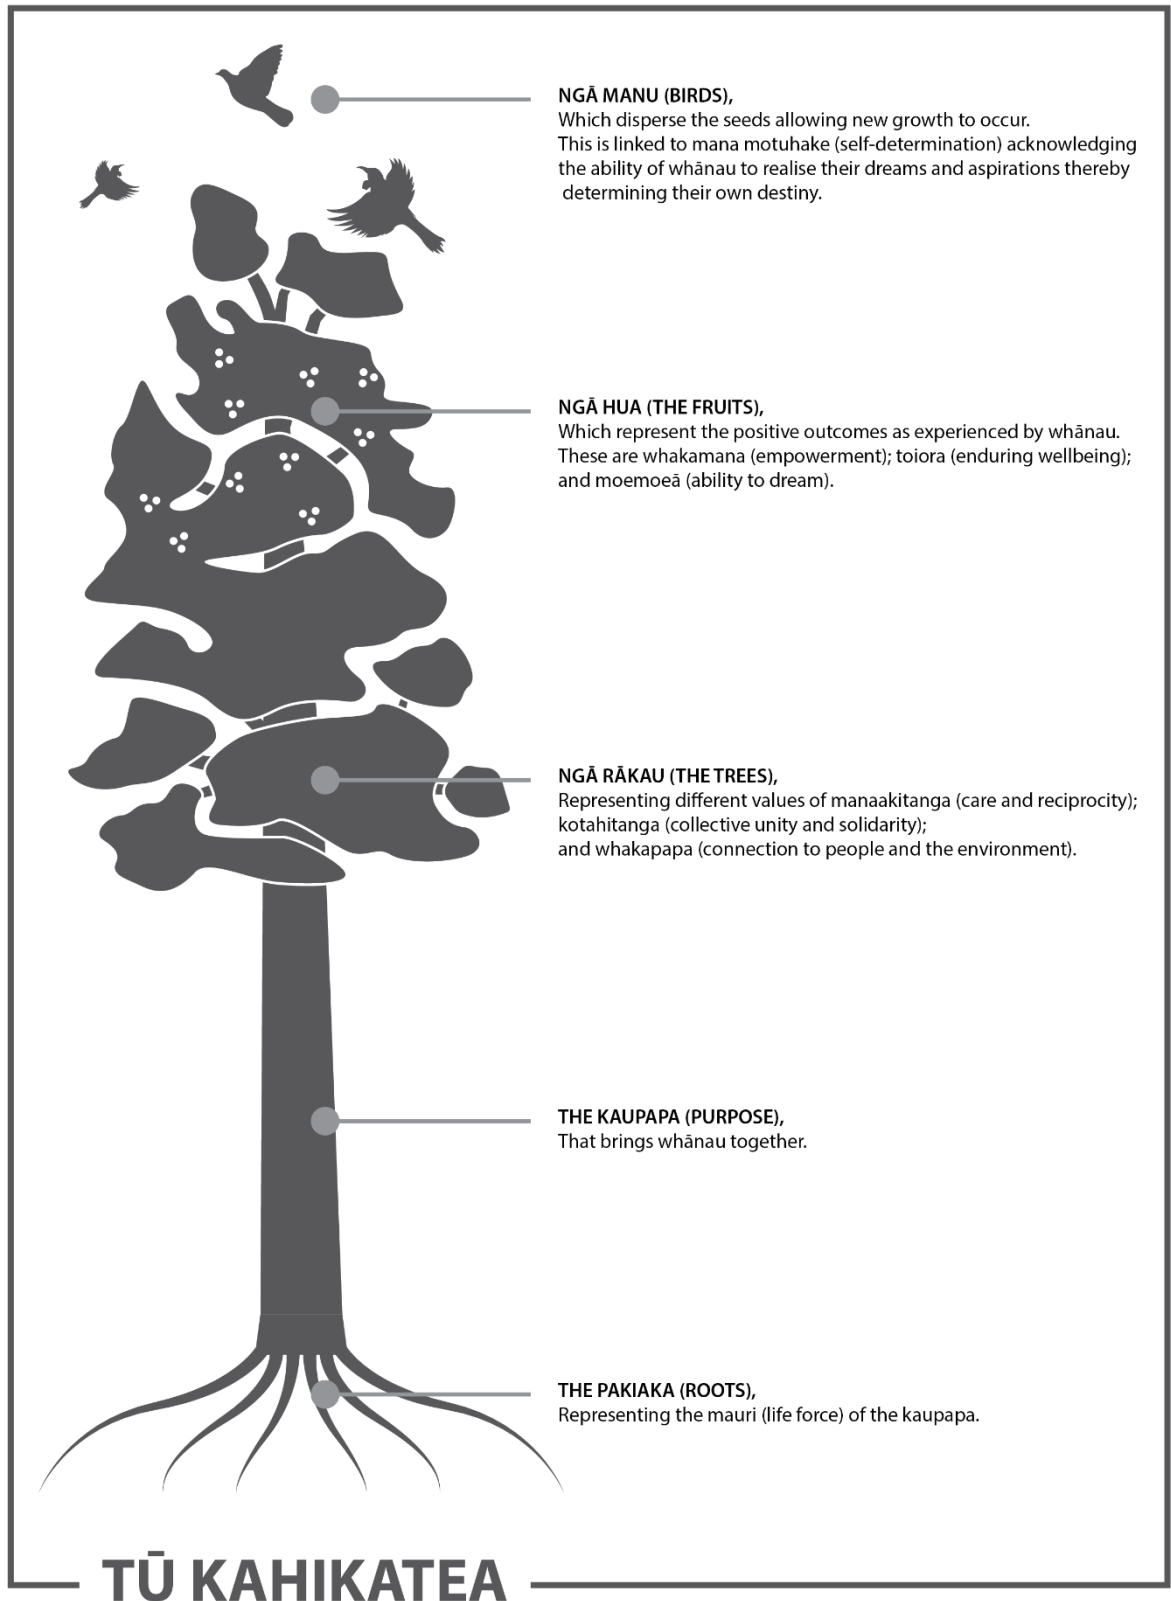 NGĀ MANU (BIRDS),
Which disperse the seeds allowing new growth to occur.
This is linked to mana motuhake (self-determination) acknowledging
the ability of whānau to realise their dreams and aspirations thereby
determining their own destiny.
NGĀ HUA (THE FRUITS),
Which represent the positive outcomes as experienced by whānau.
These are whakamana (empowerment); toiora (enduring wellbeing);
and moemoeā (ability to dream).
NGĀ RĀKAU (THE TREES),
Representing different values of manaakitanga (care and reciprocity);
kotahitanga (collective unity and solidarity);
and whakapapa (connection to people and the environment).
THE KAUPAPA (PURPOSE),
That brings whānau together.
THE PAKIAKA (ROOTS),
Representing the mauri (life force) of the kaupapa.
TŪ KAHIKATEA